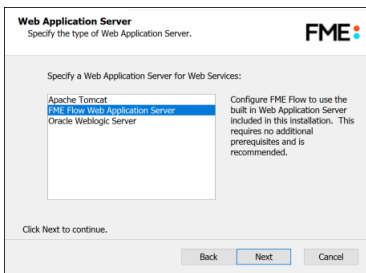 Web Application Server
Specify the type of Web Application Server.
FME
Specify a Web Application Server for Web Services:
Apache Tomcat
FME Flow Web Application Server
Oracle Weblogic Server
Configure FME Flow to use the
built in Web Application Server
included in this installation. This
requires no additional
prerequisites and is
recommended.
Click Next to continue.
Back
Next
Cancel